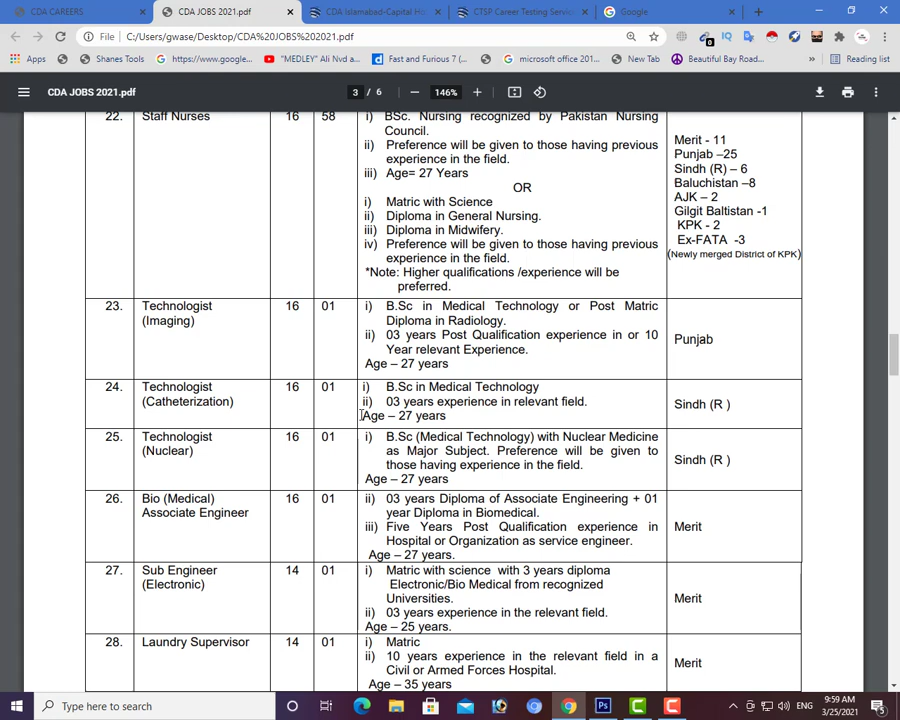 CDA CAREERS
CDA JOBS 2021.pdf
CDA Islamabad-Capital H
CTSP Career Testing Servic
Google
File
C:/Users/gwase/Desktop/CDA%20JOBS%202021.pdf
Apps
Shanes Tools
https://www.google...
"MEDLEY" Ali Nvd a...
Fast and Furious 7 (...
microsoft office 201...
New Tab
Beautiful Bay Road...
»
Reading list
CDA JOBS 2021.pdf
3 / 6
146%
22. Staff Nurses 16 58 i) BSc. Nursing recognized by Pakistan Nursing
Council.
ii) Preference will be given to those having previous
experience in the field.
iii) Age= 27 Years
OR
i) Matric with Science
ii) Diploma in General Nursing.
iii) Diploma in Midwifery.
iv) Preference will be given to those having previous
experience in the field.
*Note: Higher qualifications /experience will be
preferred.
Merit - 11
Punjab –25
Sindh (R) – 6
Baluchistan –8
AJK – 2
Gilgit Baltistan -1
KPK - 2
Ex-FATA -3
(Newly merged District of KPK)
23. Technologist 16 01 i) B.Sc in Medical Technology or Post Matric
(Imaging) Diploma in Radiology.
ii) 03 years Post Qualification experience in or 10
Year relevant Experience.
Age – 27 years
Punjab
24. Technologist 16 01 i) B.Sc in Medical Technology
(Catheterization) ii) 03 years experience in relevant field.
Age – 27 years
Sindh (R )
25. Technologist 16 01 i) B.Sc (Medical Technology) with Nuclear Medicine
(Nuclear) as Major Subject. Preference will be given to
those having experience in the field.
Age – 27 years
Sindh (R )
26. Bio (Medical) 16 01 ii) 03 years Diploma of Associate Engineering + 01
Associate Engineer year Diploma in Biomedical.
iii) Five Years Post Qualification experience in
Hospital or Organization as service engineer.
Age – 27 years.
Merit
27. Sub Engineer 14 01 i) Matric with science with 3 years diploma
(Electronic) Electronic/Bio Medical from recognized
Universities.
ii) 03 years experience in the relevant field.
Age – 25 years.
Merit
28. Laundry Supervisor 14 01 i) Matric
ii) 10 years experience in the relevant field in a
Civil or Armed Forces Hospital.
Age – 35 years
Merit
Type here to search
ENG
9:59 AM
3/25/2021